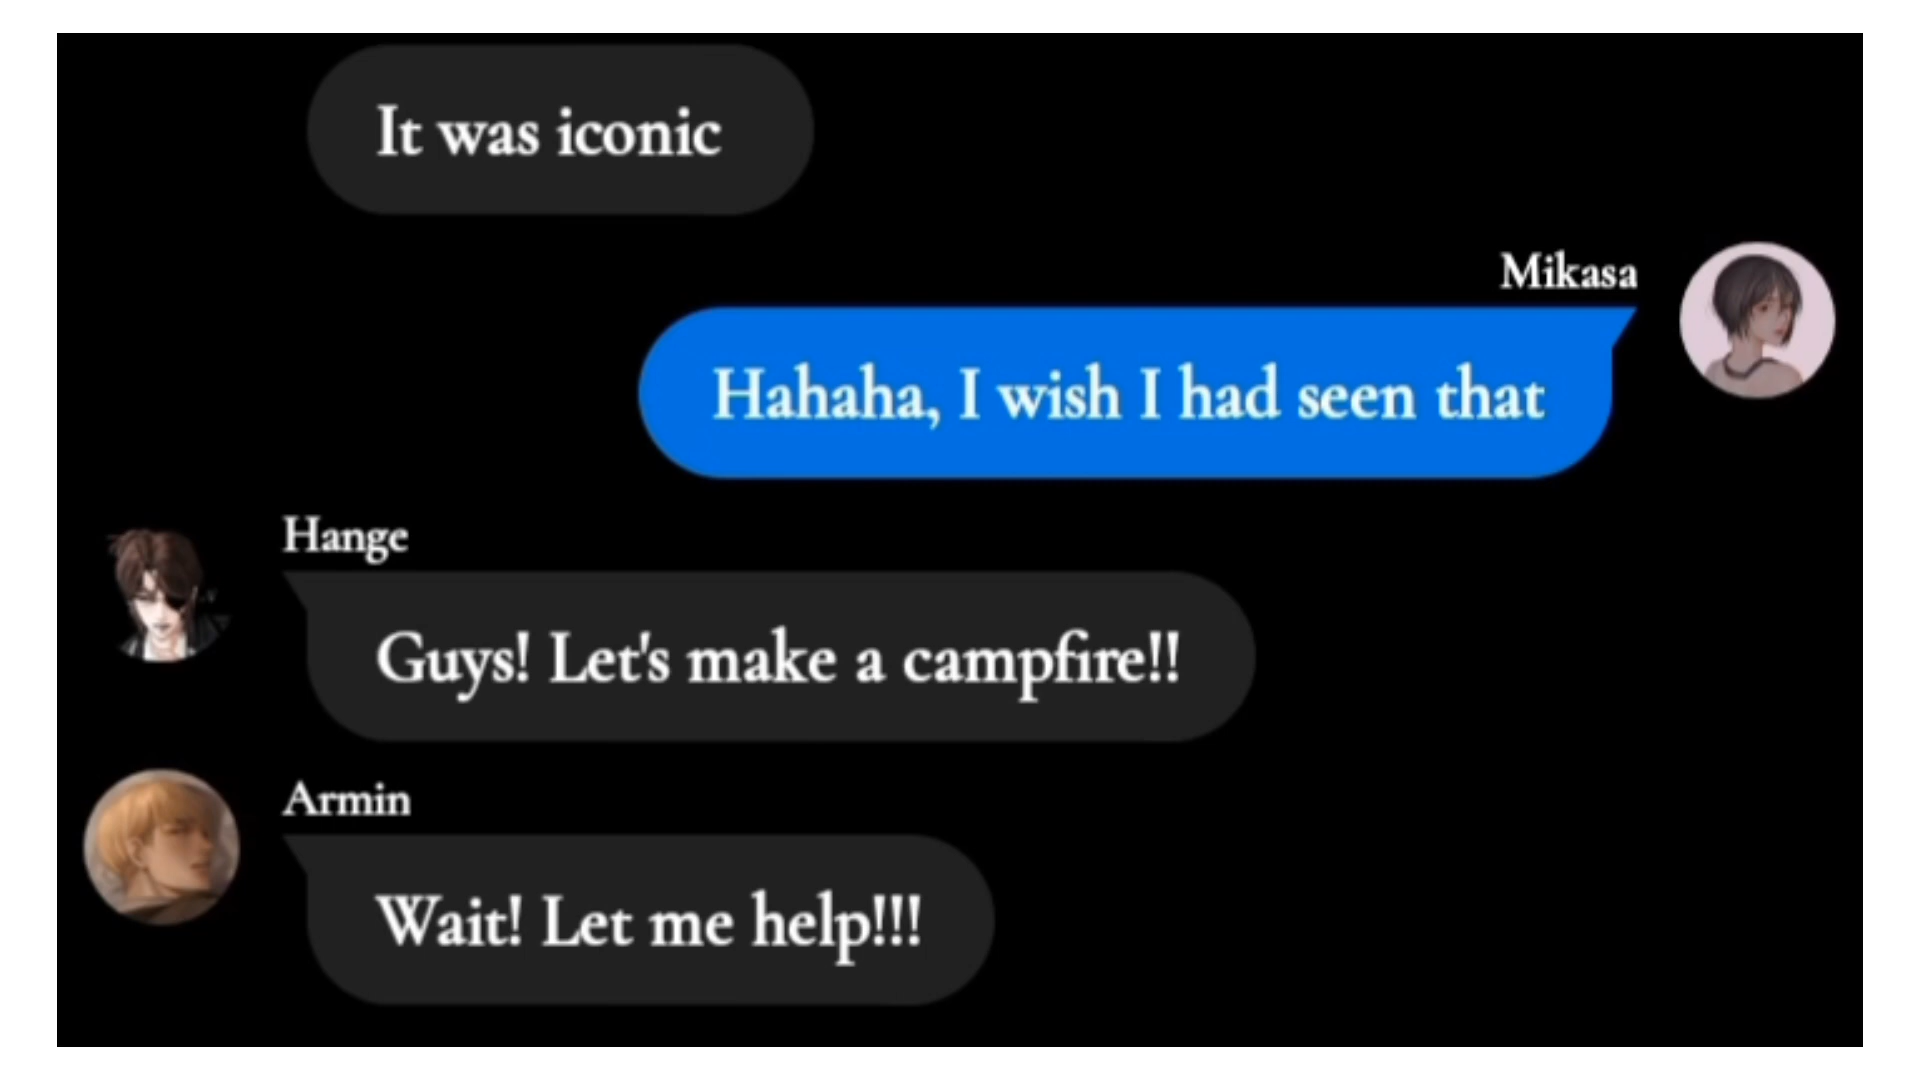 It was iconic
Mikasa
Hahaha, I wish I had seen that
Hange
Guys! Let's make a campfire!!
Armin
Wait! Let me help!!!